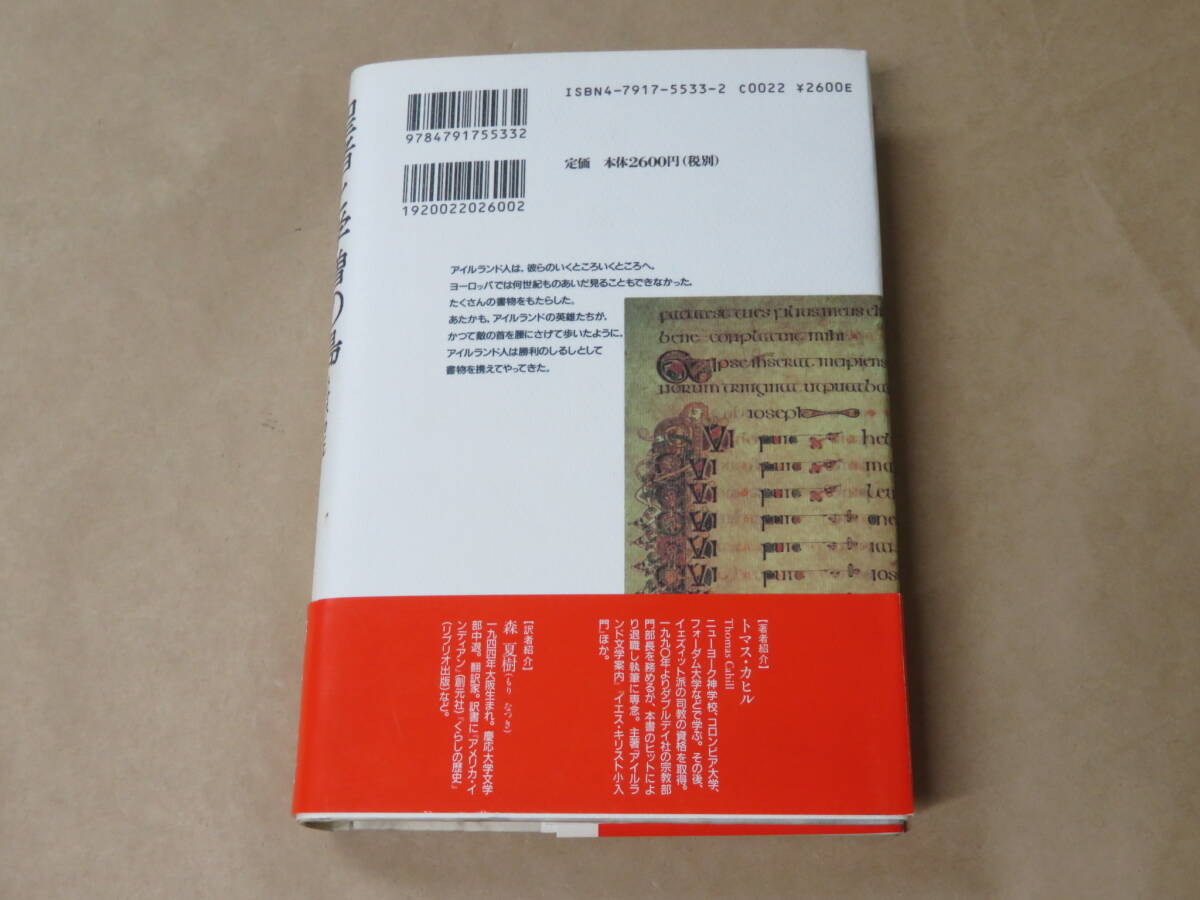 ISBN4-7917-5533-2 C0022 ¥2600E
9784791755332
定価 本体2600円(税別)
1920022026002
アイルランド人は、彼らのいくところいくところへ。
ヨーロッパでは何世紀ものあいだ見ることもできなかった、
たくさんの書物をもたらした。
あたかも、アイルランドの英雄たちが、
かつて敵の首を腰にさげて歩いたように。
アイルランド人は勝利のしるしとして
書物を携えてやってきた。
聖者と学僧の島
ioseph
【著者紹介】
トマス・カヒル
Thomas Cahill
ニューヨーク神学校、コロンビア大学、
フォーダム大学などで学ぶ。その後、
イェズィット派の司教の資格を取得。
一九九〇年よりダブルデイ社の宗教部
門部長を務めるが、本書のヒットによ
り退職し執筆に専念。主著『アイルラ
ンド文学案内』『イエス・キリスト小入
門』ほか。
【訳者紹介】
森 夏樹(もり なつき)
一九四四年大阪生まれ。慶応大学文学
部中退。翻訳家。訳書に『アメリカ・イ
ンディアン』(創元社)『くらしの歴史』
(リブリオ出版)など。